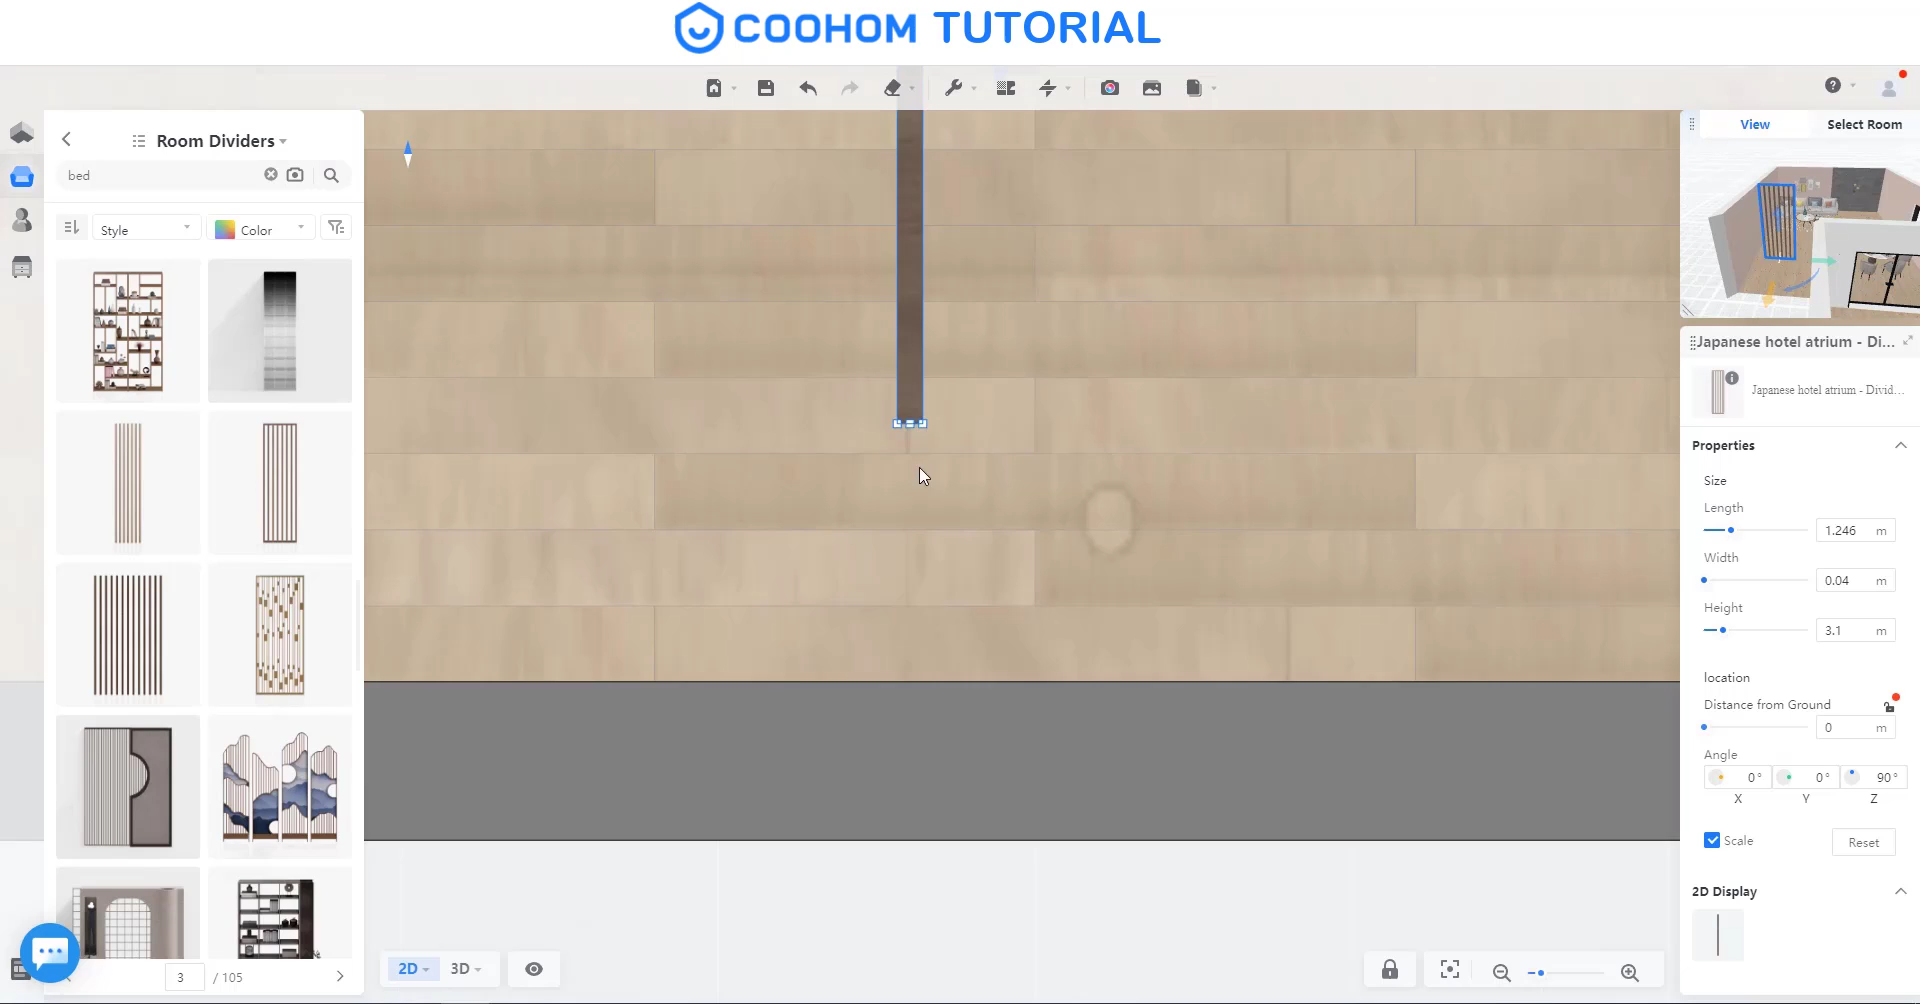 COOHOM TUTORIAL
Room Dividers
bed
Style
Color
3 / 105
2D
3D
View
Select Room
Japanese hotel atrium - Di...
Japanese hotel atrium - Divid...
Properties
Size
Length
1.246 m
Width
0.04 m
Height
3.1 m
location
Distance from Ground
0 m
Angle
0° 0° 90°
X Y Z
Scale
Reset
2D Display